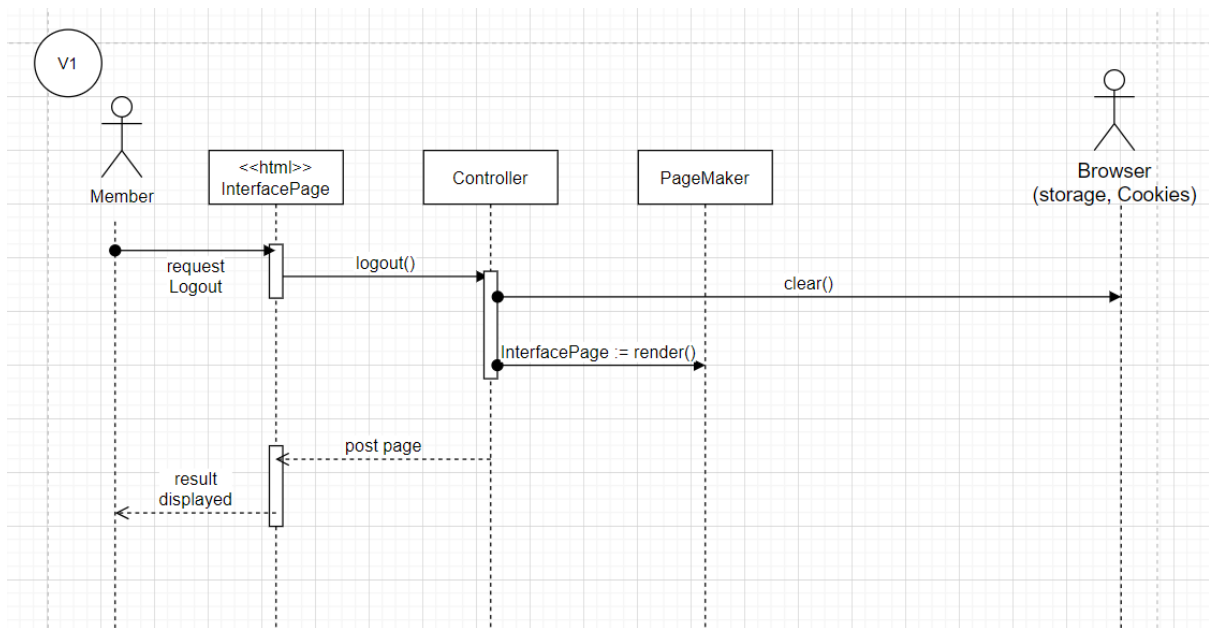 V1
Member
<<html>>
InterfacePage
Controller
PageMaker
Browser
(storage, Cookies)
request
Logout
logout()
clear()
InterfacePage := render()
post page
result
displayed